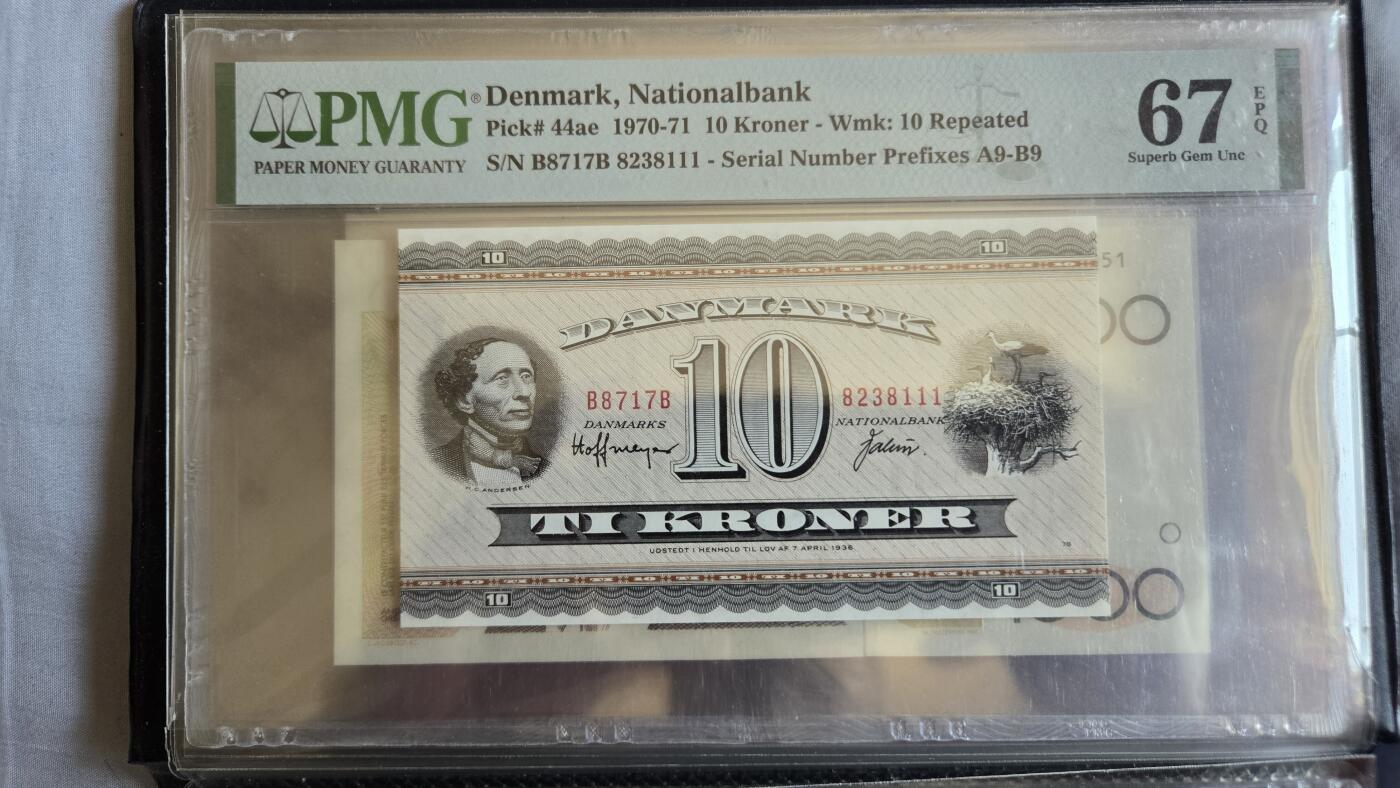 PMG®
PAPER MONEY GUARANTY
Denmark, Nationalbank
Pick# 44ae 1970-71 10 Kroner - Wmk: 10 Repeated
S/N B8717B 8238111 - Serial Number Prefixes A9-B9
67
EPQ
Superb Gem Unc
10
10
51
DANMARK
10
B8717B
8238111
DANMARKS
NATIONALBANK
Hoffmeyer
H.C.ANDERSEN
TI KRONER
UDSTEDT I HENHOLD TIL LOV AF 7 APRIL 1936
10
10